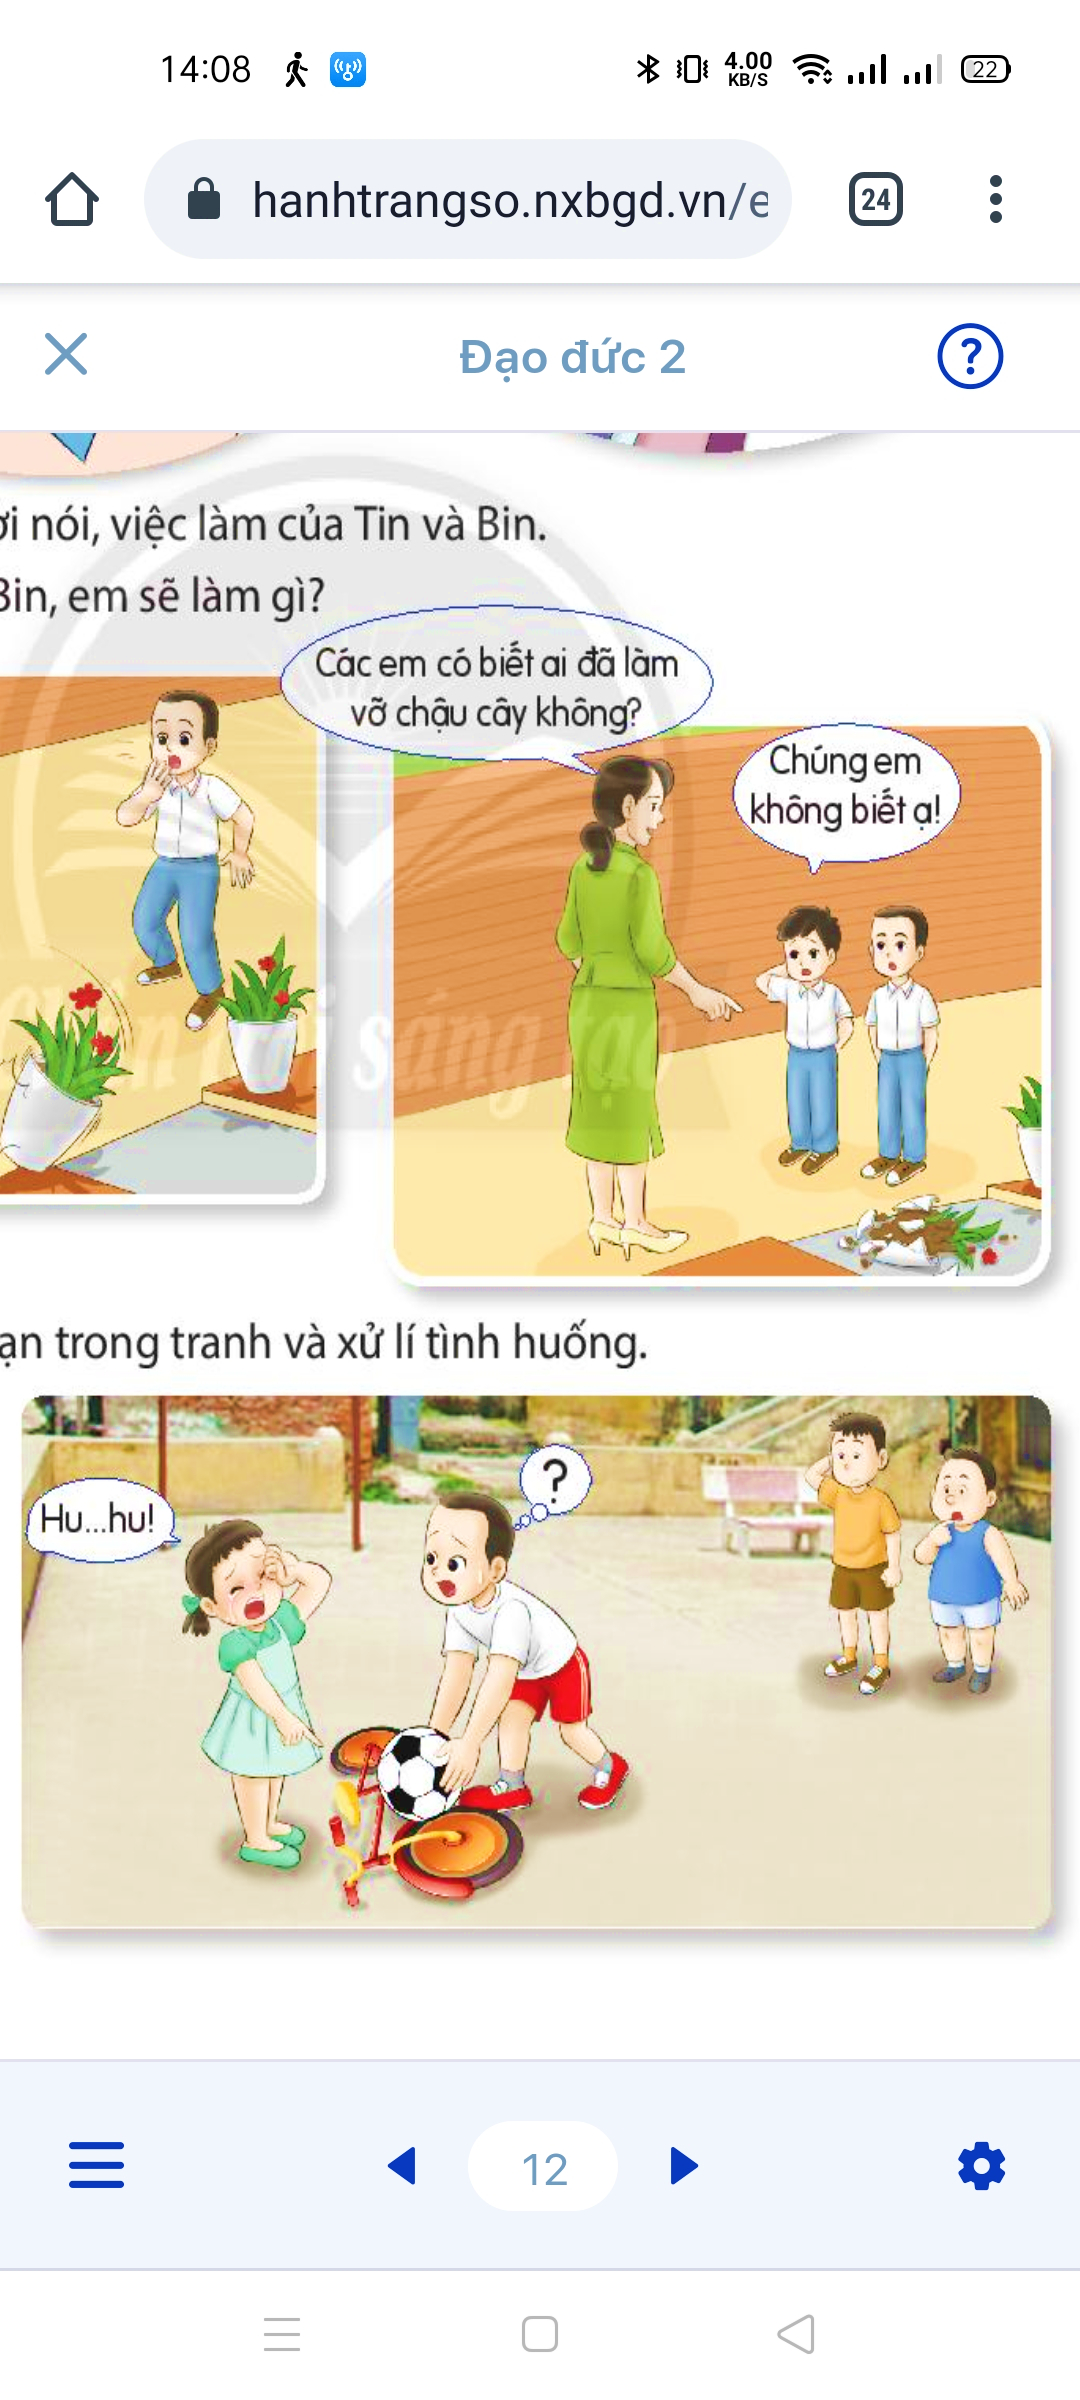 14:08
4.00
KB/S
22
hanhtrangso.nxbgd.vn/e
24
Đạo đức 2
ời nói, việc làm của Tin và Bin.
Bin, em sẽ làm gì?
Các em có biết ai đã làm
vỡ chậu cây không?
Chúng em
không biết ạ!
sáng tạo
ạn trong tranh và xử lí tình huống.
?
Hu...hu!
12